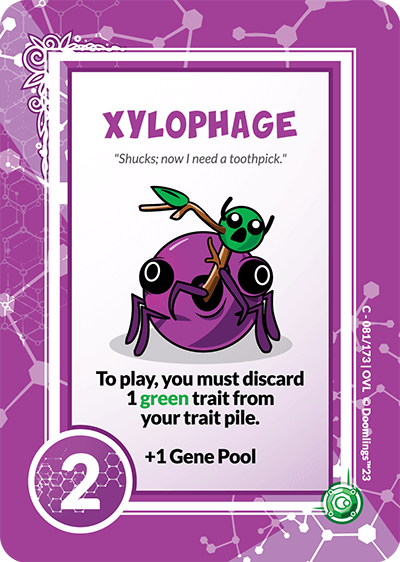 XYLOPHAGE
"Shucks; now I need a toothpick."
To play, you must discard
1 green trait from
your trait pile.
+1 Gene Pool
2
C - 081/173 | OVL © Doomlings™23